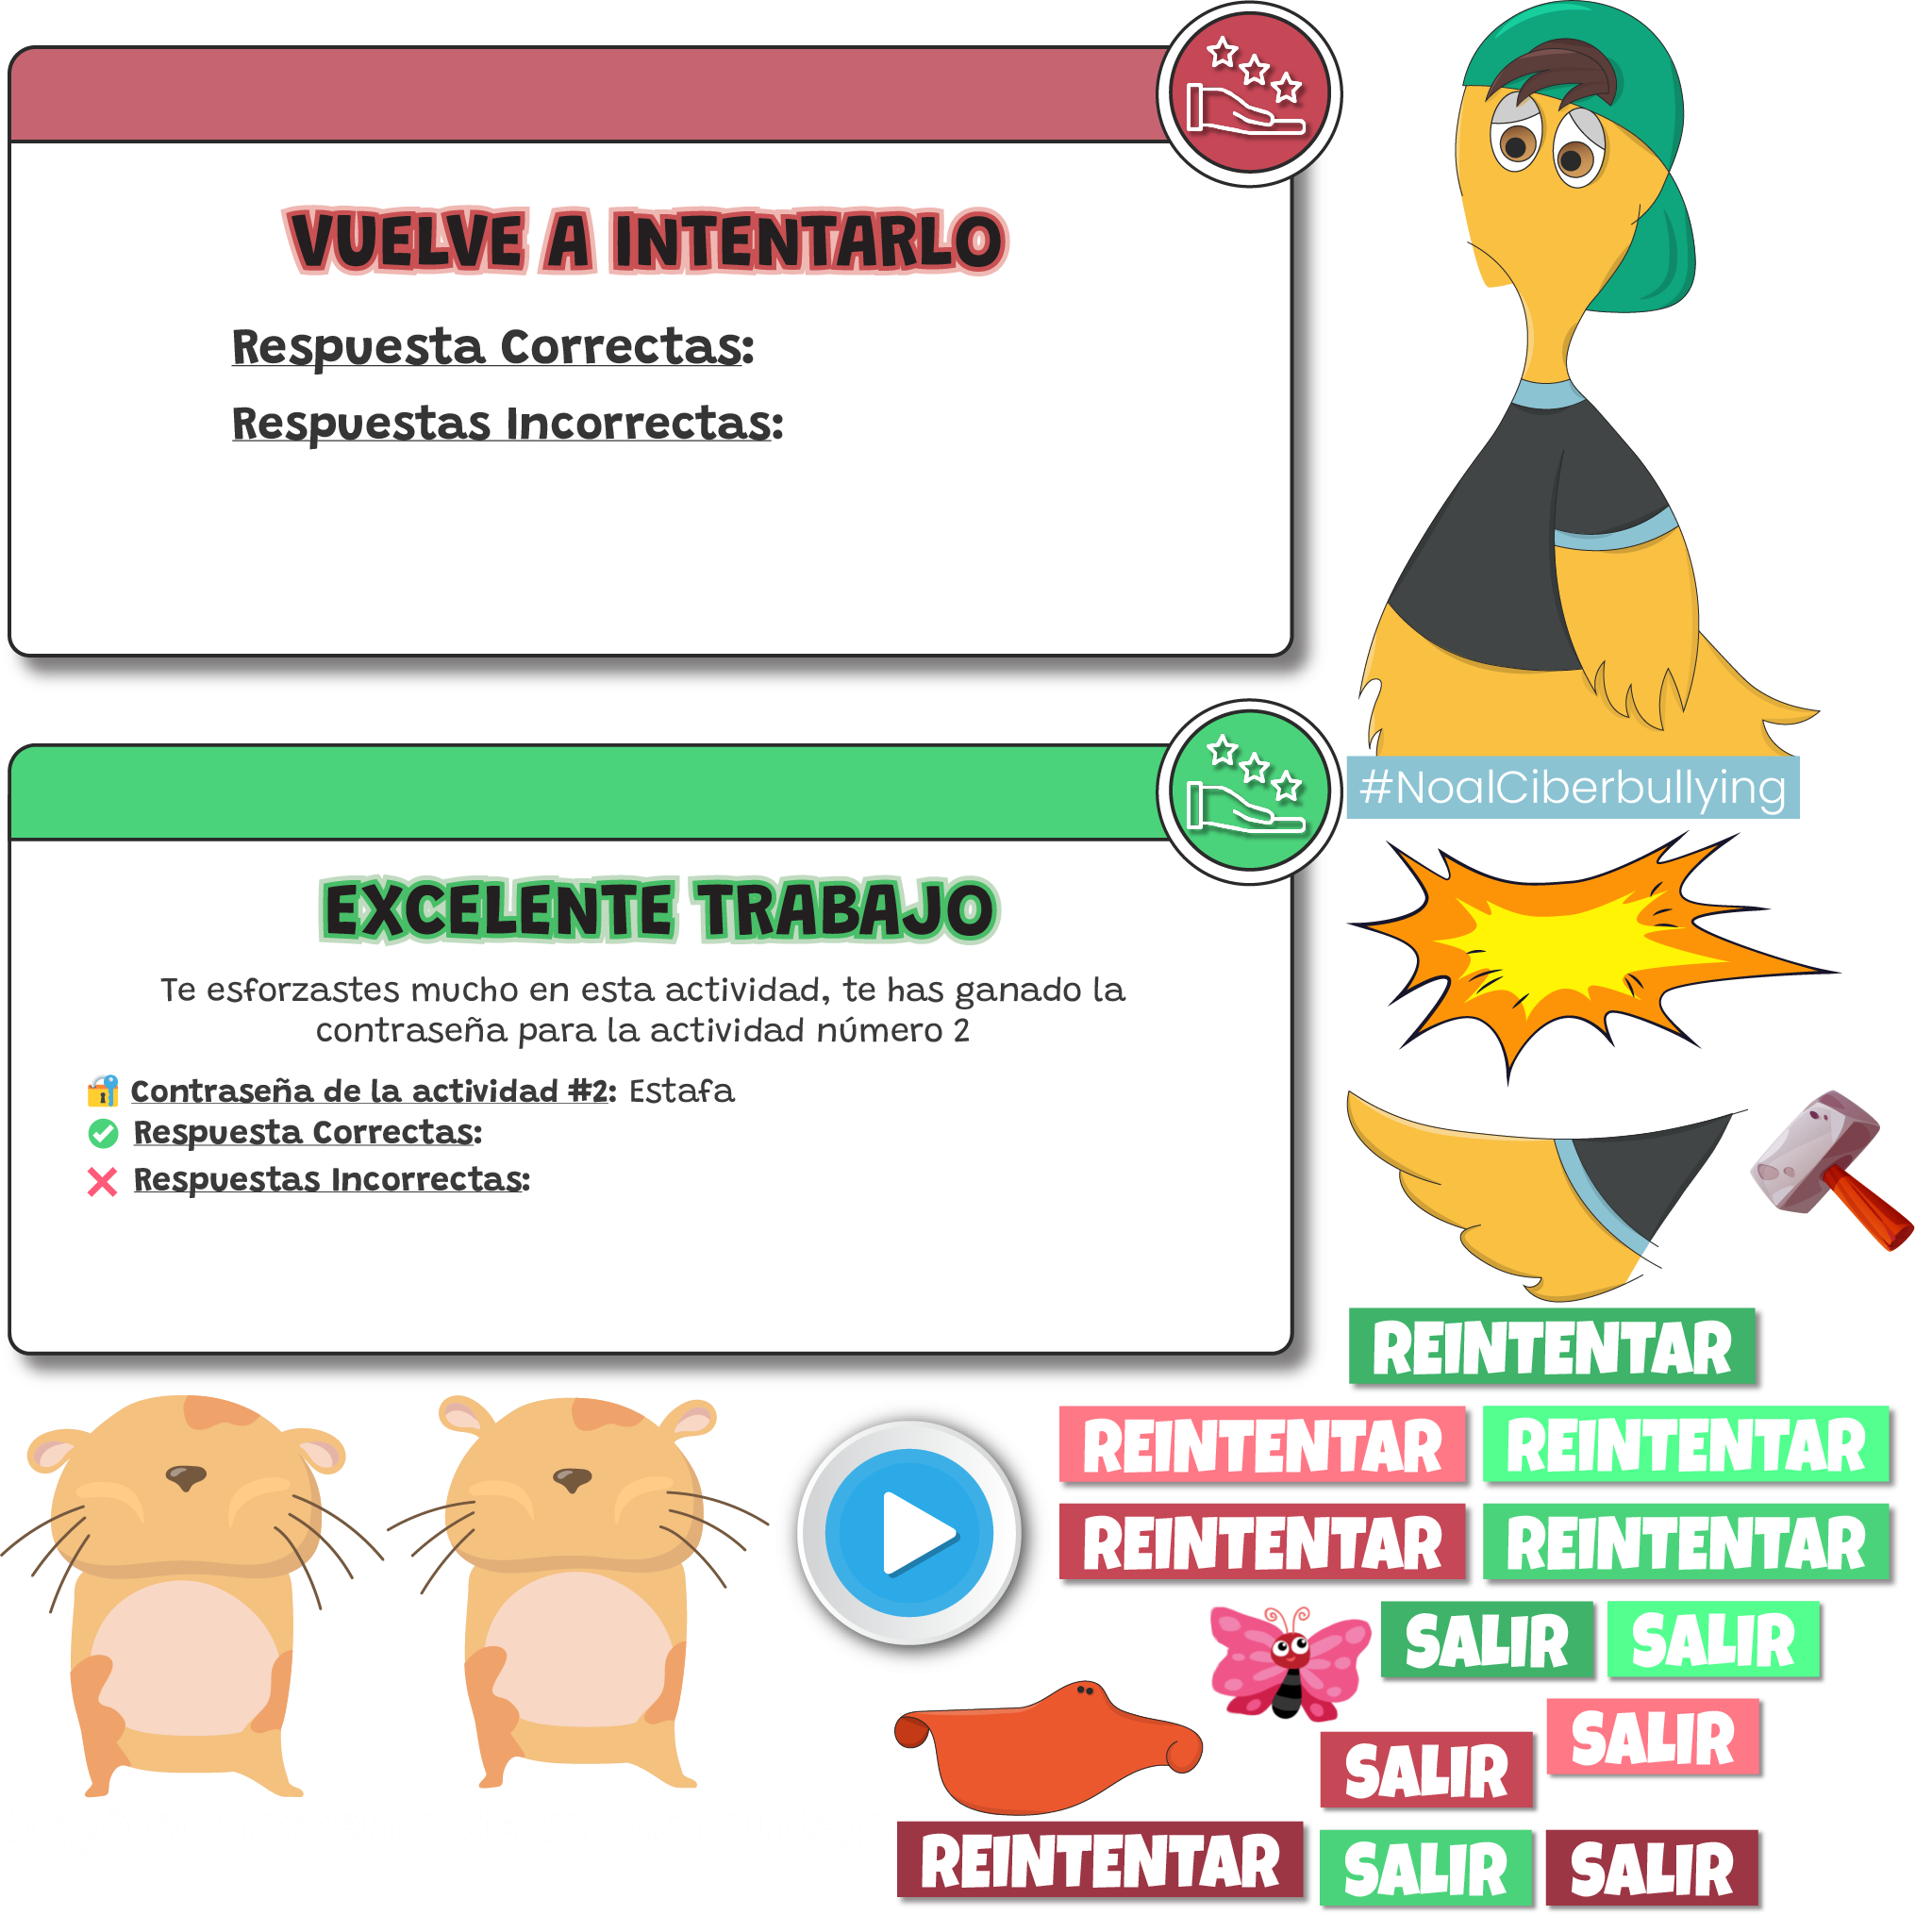 VUELVE A INTENTARLO
Respuesta Correctas:
Respuestas Incorrectas:
#NoalCiberbullying
EXCELENTE TRABAJO
Te esforzastes mucho en esta actividad, te has ganado la
contraseña para la actividad número 2
Contraseña de la actividad #2: Estafa
Respuesta Correctas:
Respuestas Incorrectas:
REINTENTAR
REINTENTAR
REINTENTAR
REINTENTAR
REINTENTAR
SALIR
SALIR
SALIR
SALIR
REINTENTAR
SALIR
SALIR